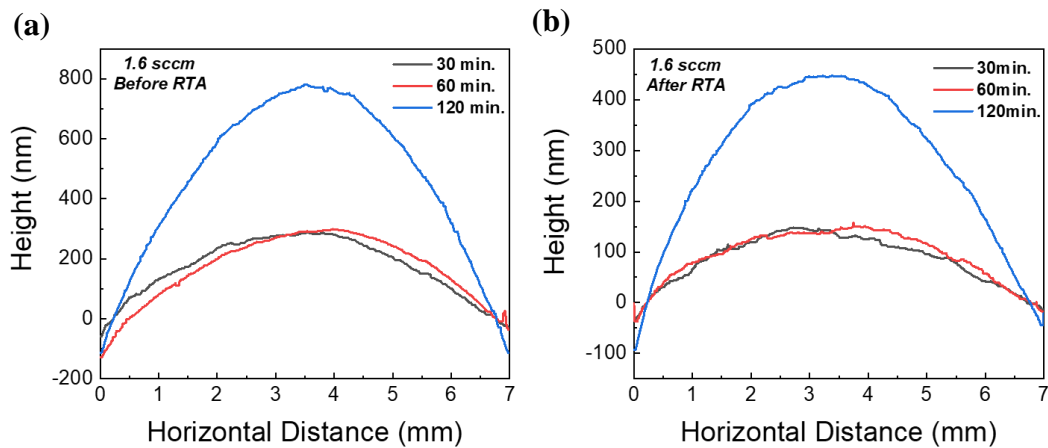 (a)
1.6 sccm
Before RTA
30 min.
60 min.
120 min.
800
600
400
200
0
-200
Height (nm)
0 1 2 3 4 5 6 7
Horizontal Distance (mm)
(b)
1.6 sccm
After RTA
30min.
60min.
120min.
500
400
300
200
100
0
-100
Height (nm)
0 1 2 3 4 5 6 7
Horizontal Distance (mm)